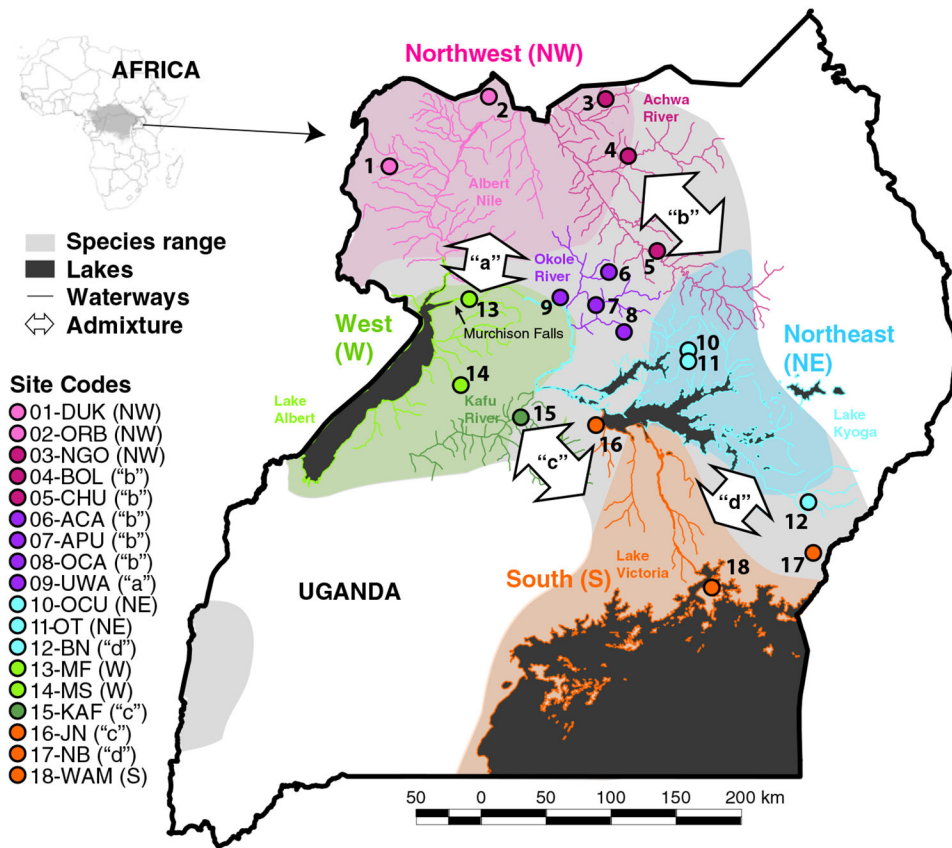 Northwest (NW)
AFRICA
2
3
Achwa
River
4
1
Albert
Nile
"b"
Species range
Lakes
Waterways
Admixture
"a"
Okole
River
6
5
9
7
8
13
West
(W)
Murchison Falls
10
11
Northeast
(NE)
14
Lake
Albert
Kafu
River
15
16
Lake
Kyoga
"c"
"d"
12
17
Site Codes
01-DUK (NW)
02-ORB (NW)
03-NGO (NW)
04-BOL ("b")
05-CHU ("b")
06-ACA ("b")
07-APU ("b")
08-OCA ("b")
09-UWA ("a")
10-OCU (NE)
11-OT (NE)
12-BN ("d")
13-MF (W)
14-MS (W)
15-KAF ("c")
16-JN ("c")
17-NB ("d")
18-WAM (S)
UGANDA
South (S)
Lake
Victoria
18
50 0 50 100 150 200 km